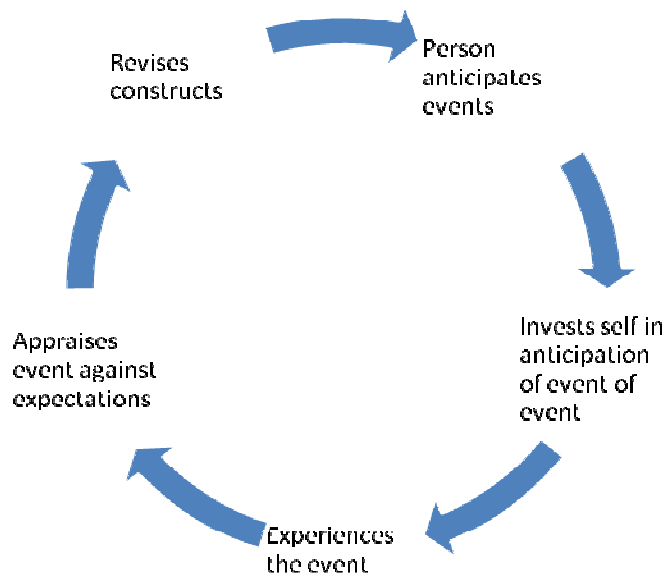 Person
anticipates
events
Invests self in
anticipation
of event of
event
Experiences
the event
Appraises
event against
expectations
Revises
constructs